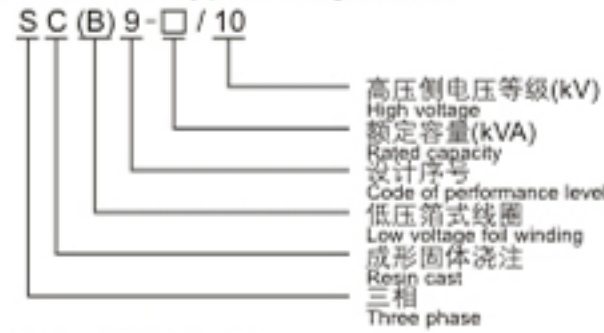 S C (B) 9-□ / 10
高压侧电压等级(kV)
High voltage
额定容量(kVA)
Rated capacity
设计序号
Code of performance level
低压箔式线圈
Low voltage foil winding
成形固体浇注
Resin cast
三相
Three phase